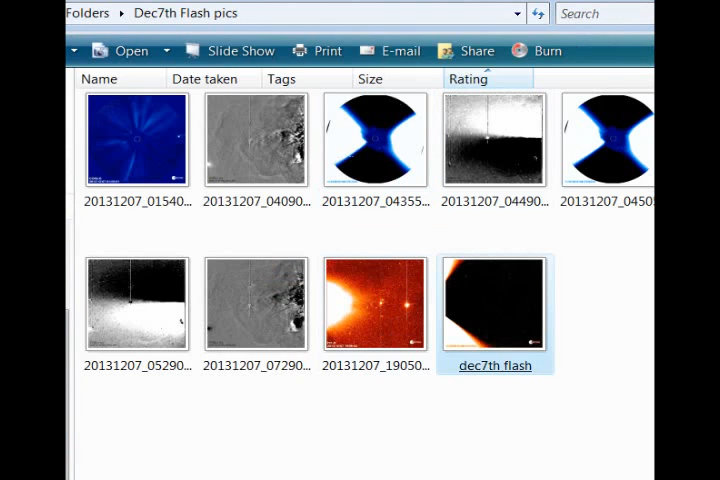 Folders ▸ Dec7th Flash pics Search
Open Slide Show Print E-mail Share Burn
Name Date taken Tags Size Rating
20131207_01540... 20131207_04090... 20131207_04355... 20131207_04490... 20131207_0450
20131207_05290... 20131207_07290... 20131207_19050... dec7th flash